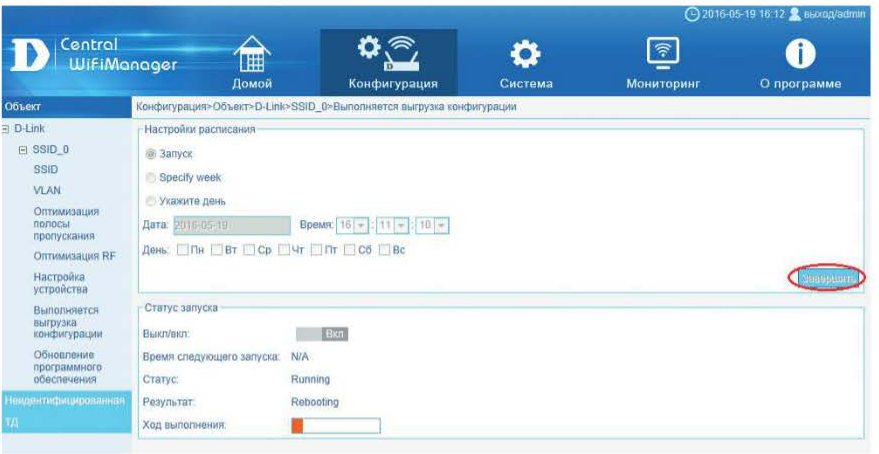 2016-05-19 16:12 выход/admin
D Central WiFiManager
Домой Конфигурация Система Мониторинг О программе
Объект
Конфигурация>Объект>D-Link>SSID_0>Выполняется выгрузка конфигурации
D-Link
SSID_0
SSID
VLAN
Оптимизация
полосы
пропускания
Оптимизация RF
Настройка
устройства
Выполняется
выгрузка
конфигурации
Обновление
программного
обеспечения
Неидентифицированная
ТД
Настройки расписания
Запуск
Specify week
Укажите день
Дата: 2016-05-19 Время: 16 : 11 : 10
День: Пн Вт Ср Чт Пт Сб Вс
Завершить
Статус запуска
Выкл/вкл: Вкл
Время следующего запуска: N/A
Статус: Running
Результат: Rebooting
Ход выполнения: